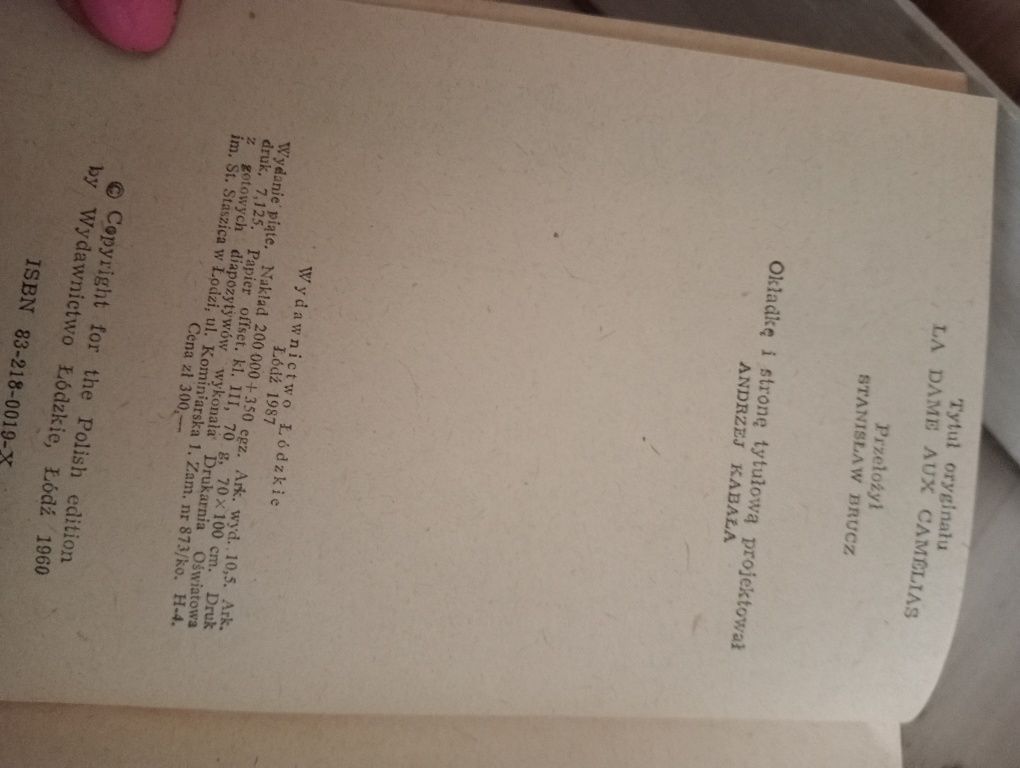 Tytuł oryginału
LA DAME AUX CAMÉLIAS
Przełożył
STANISŁAW BRUCZ
Okładkę i stronę tytułową projektował
ANDRZEJ KABAŁA
Wydawnictwo Łódzkie
Łódź 1987
Wydanie piąte. Nakład 200 000+350 egz. Ark. wyd. 10,5. Ark.
druk. 7,125. Papier offset. kl. III, 70 g, 70×100 cm. Druk
z gotowych diapozytywów wykonała Drukarnia Oświatowa
im. St. Staszica w Łodzi, ul. Kominiarska 1. Zam. nr 873/ko. H-4.
Cena zł 300,—
© Copyright for the Polish edition
by Wydawnictwo Łódzkie, Łódź 1960
ISBN 83-218-0019-X